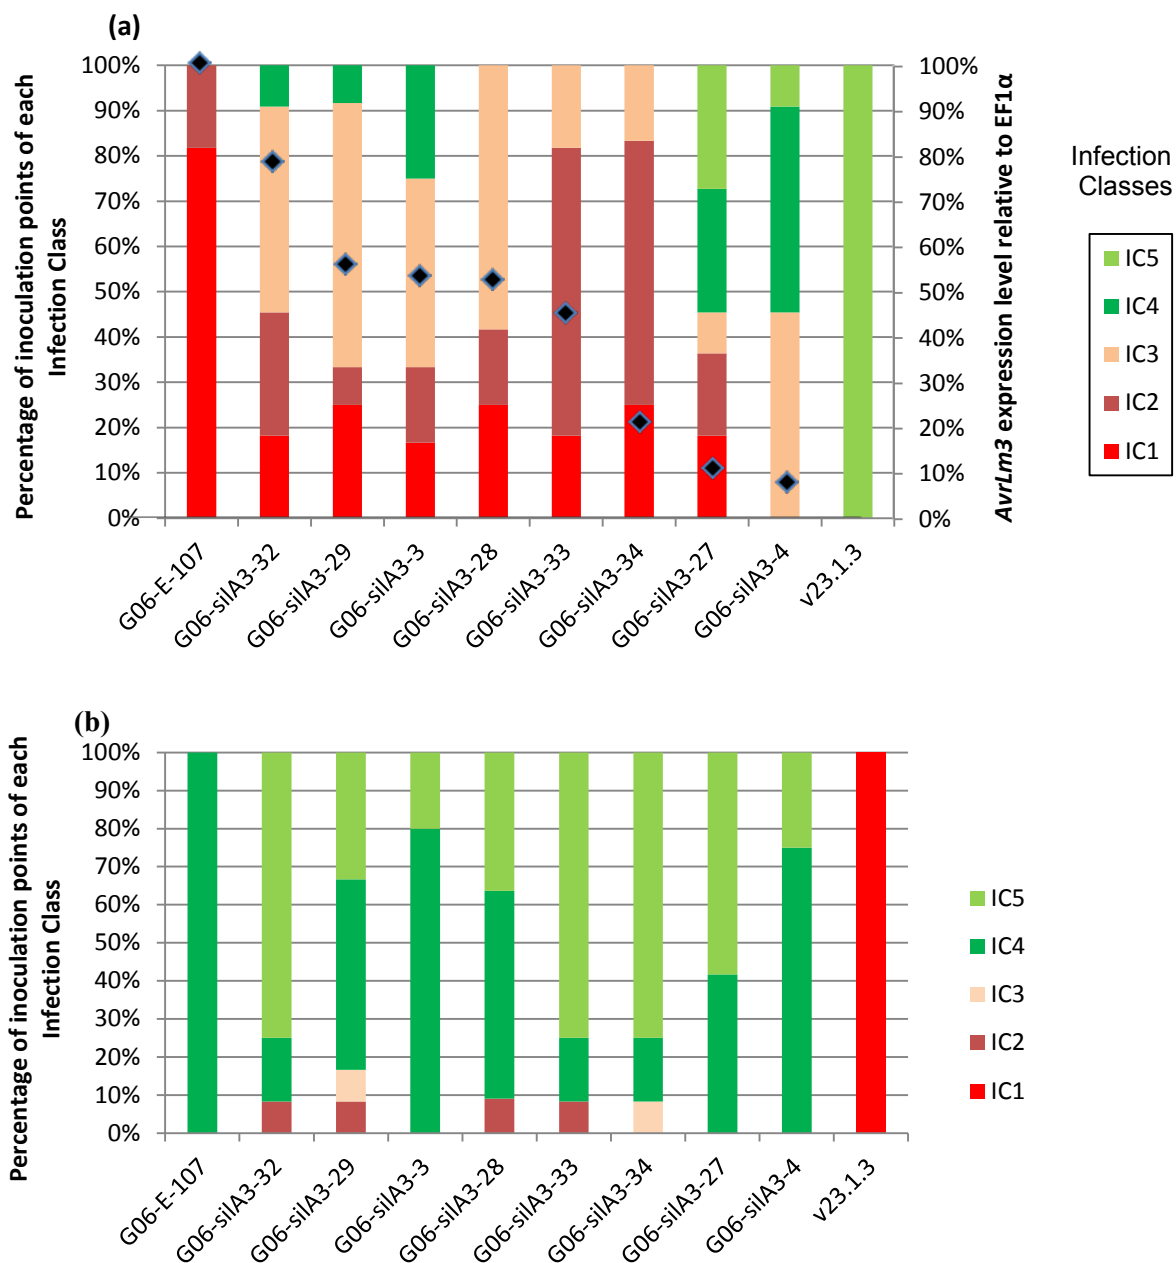 (a)
Percentage of inoculation points of each
Infection Class
100%
90%
80%
70%
60%
50%
40%
30%
20%
10%
0%
100%
90%
80%
70%
60%
50%
40%
30%
20%
10%
0%
AvrLm3 expression level relative to EF1α
G06-E-107
G06-silA3-32
G06-silA3-29
G06-silA3-3
G06-silA3-28
G06-silA3-33
G06-silA3-34
G06-silA3-27
G06-silA3-4
v23.1.3
Infection
Classes
IC5
IC4
IC3
IC2
IC1
(b)
Percentage of inoculation points of each
Infection Class
100%
90%
80%
70%
60%
50%
40%
30%
20%
10%
0%
G06-E-107
G06-silA3-32
G06-silA3-29
G06-silA3-3
G06-silA3-28
G06-silA3-33
G06-silA3-34
G06-silA3-27
G06-silA3-4
v23.1.3
IC5
IC4
IC3
IC2
IC1